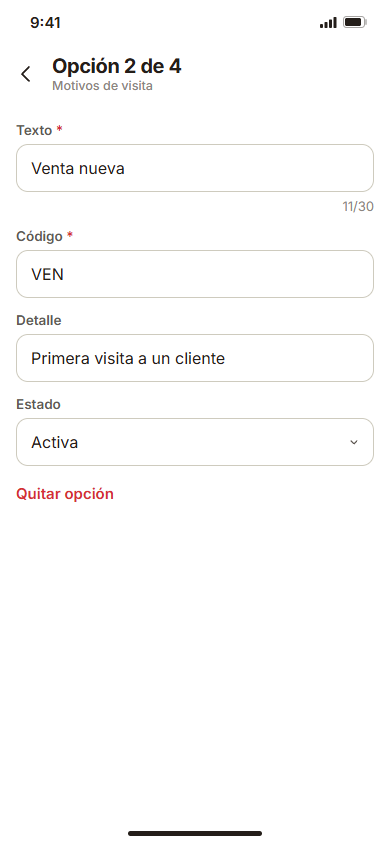 9:41
Opción 2 de 4
Motivos de visita
Texto *
Venta nueva
11/30
Código *
VEN
Detalle
Primera visita a un cliente
Estado
Activa
Quitar opción